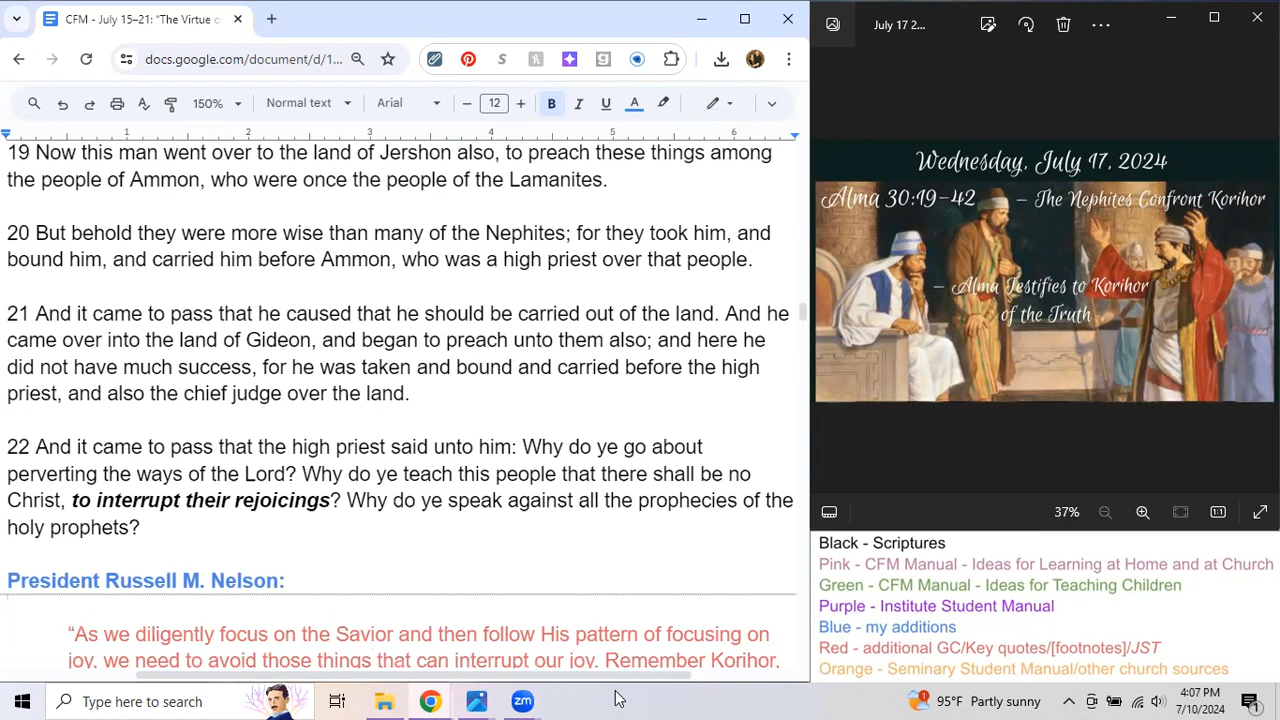 CFM - July 15–21: "The Virtue o
docs.google.com/document/d/1...
150%
Normal text
Arial
12
B
I
U
A
1
2
3
4
5
6
19 Now this man went over to the land of Jershon also, to preach these things among
the people of Ammon, who were once the people of the Lamanites.
20 But behold they were more wise than many of the Nephites; for they took him, and
bound him, and carried him before Ammon, who was a high priest over that people.
21 And it came to pass that he caused that he should be carried out of the land. And he
came over into the land of Gideon, and began to preach unto them also; and here he
did not have much success, for he was taken and bound and carried before the high
priest, and also the chief judge over the land.
22 And it came to pass that the high priest said unto him: Why do ye go about
perverting the ways of the Lord? Why do ye teach this people that there shall be no
Christ, to interrupt their rejoicings? Why do ye speak against all the prophecies of the
holy prophets?
President Russell M. Nelson:
“As we diligently focus on the Savior and then follow His pattern of focusing on
joy, we need to avoid those things that can interrupt our joy. Remember Korihor,
July 17 2...
Wednesday, July 17, 2024
Alma 30:19-42 – The Nephites Confront Korihor
– Alma Testifies to Korihor
of the Truth
37%
1:1
Black - Scriptures
Pink - CFM Manual - Ideas for Learning at Home and at Church
Green - CFM Manual - Ideas for Teaching Children
Purple - Institute Student Manual
Blue - my additions
Red - additional GC/Key quotes/[footnotes]/JST
Orange - Seminary Student Manual/other church sources
Type here to search
zm
1
95°F Partly sunny
4:07 PM
7/10/2024
1